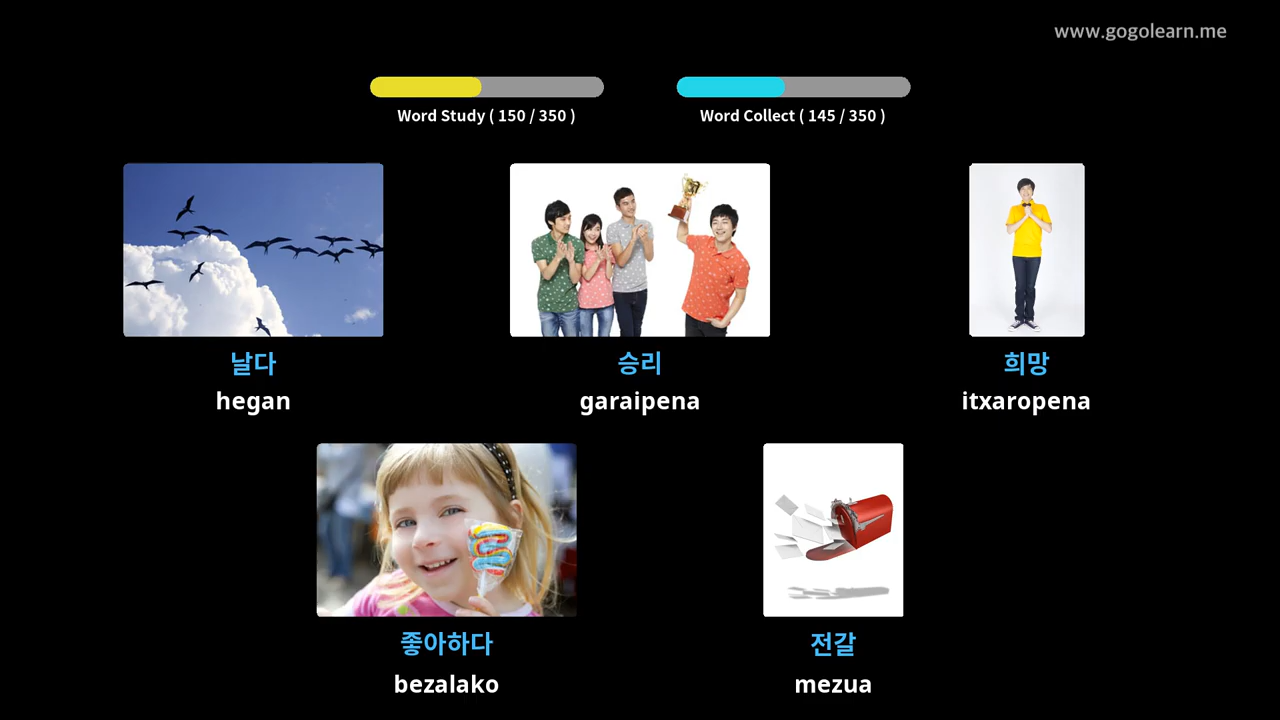 www.gogolearn.me
Word Study ( 150 / 350 )
Word Collect ( 145 / 350 )
날다
hegan
승리
garaipena
희망
itxaropena
좋아하다
bezalako
전갈
mezua